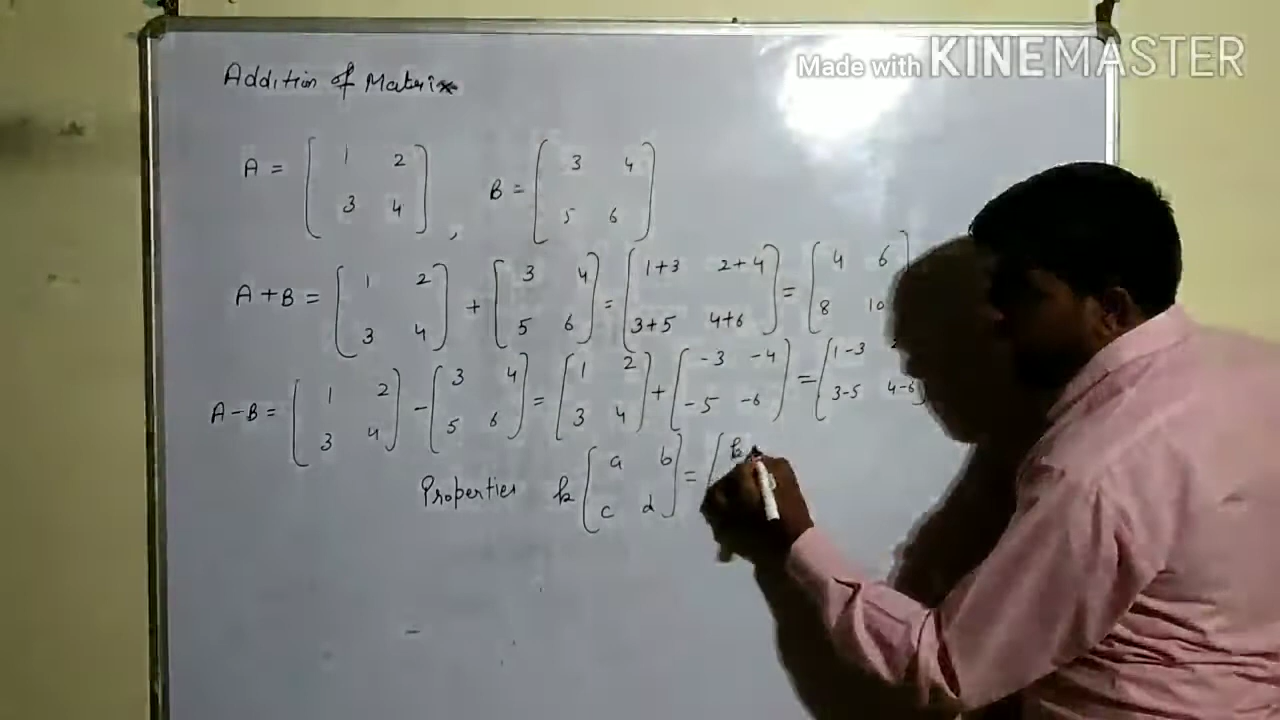 Made with KINEMASTER
Addition of Matrix
A = [ 1 2
3 4 ] , B = [ 3 4
5 6 ]
A+B = [ 1 2
3 4 ] + [ 3 4
5 6 ] = [ 1+3 2+4
3+5 4+6 ] = [ 4 6
8 10
A-B = [ 1 2
3 4 ] - [ 3 4
5 6 ] = [ 1 2
3 4 ] + [ -3 -4
-5 -6 ] = [ 1-3
3-5 4-6
Properties k [ a b
c d ] = [ k